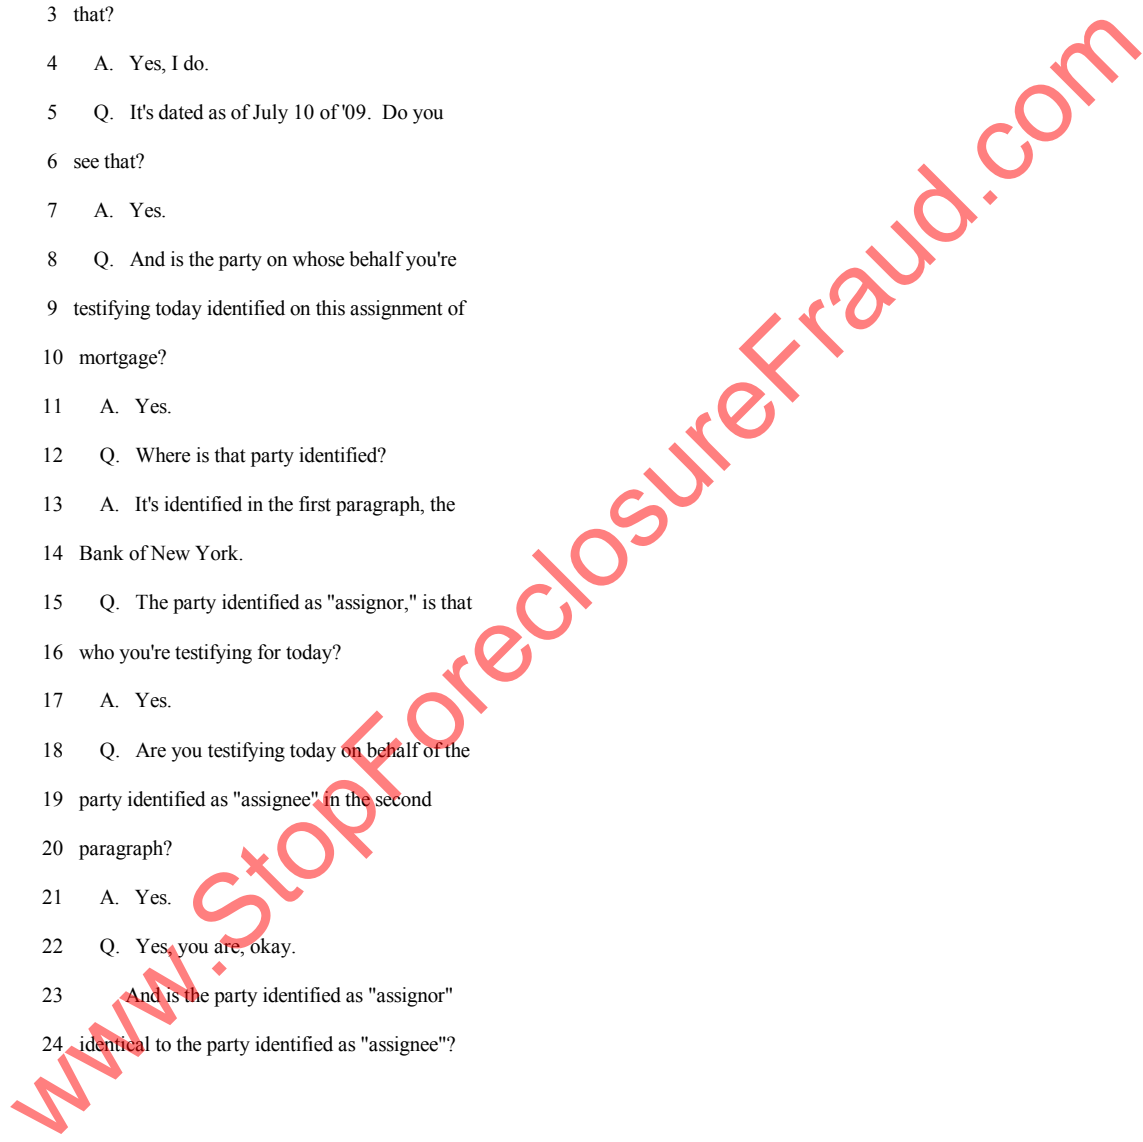 3 that?
4 A. Yes, I do.
5 Q. It's dated as of July 10 of '09. Do you
6 see that?
7 A. Yes.
8 Q. And is the party on whose behalf you're
9 testifying today identified on this assignment of
10 mortgage?
11 A. Yes.
12 Q. Where is that party identified?
13 A. It's identified in the first paragraph, the
14 Bank of New York.
15 Q. The party identified as "assignor," is that
16 who you're testifying for today?
17 A. Yes.
18 Q. Are you testifying today on behalf of the
19 party identified as "assignee" in the second
20 paragraph?
21 A. Yes.
22 Q. Yes, you are, okay.
23 And is the party identified as "assignor"
24 identical to the party identified as "assignee"?
www.StopForeclosureFraud.com